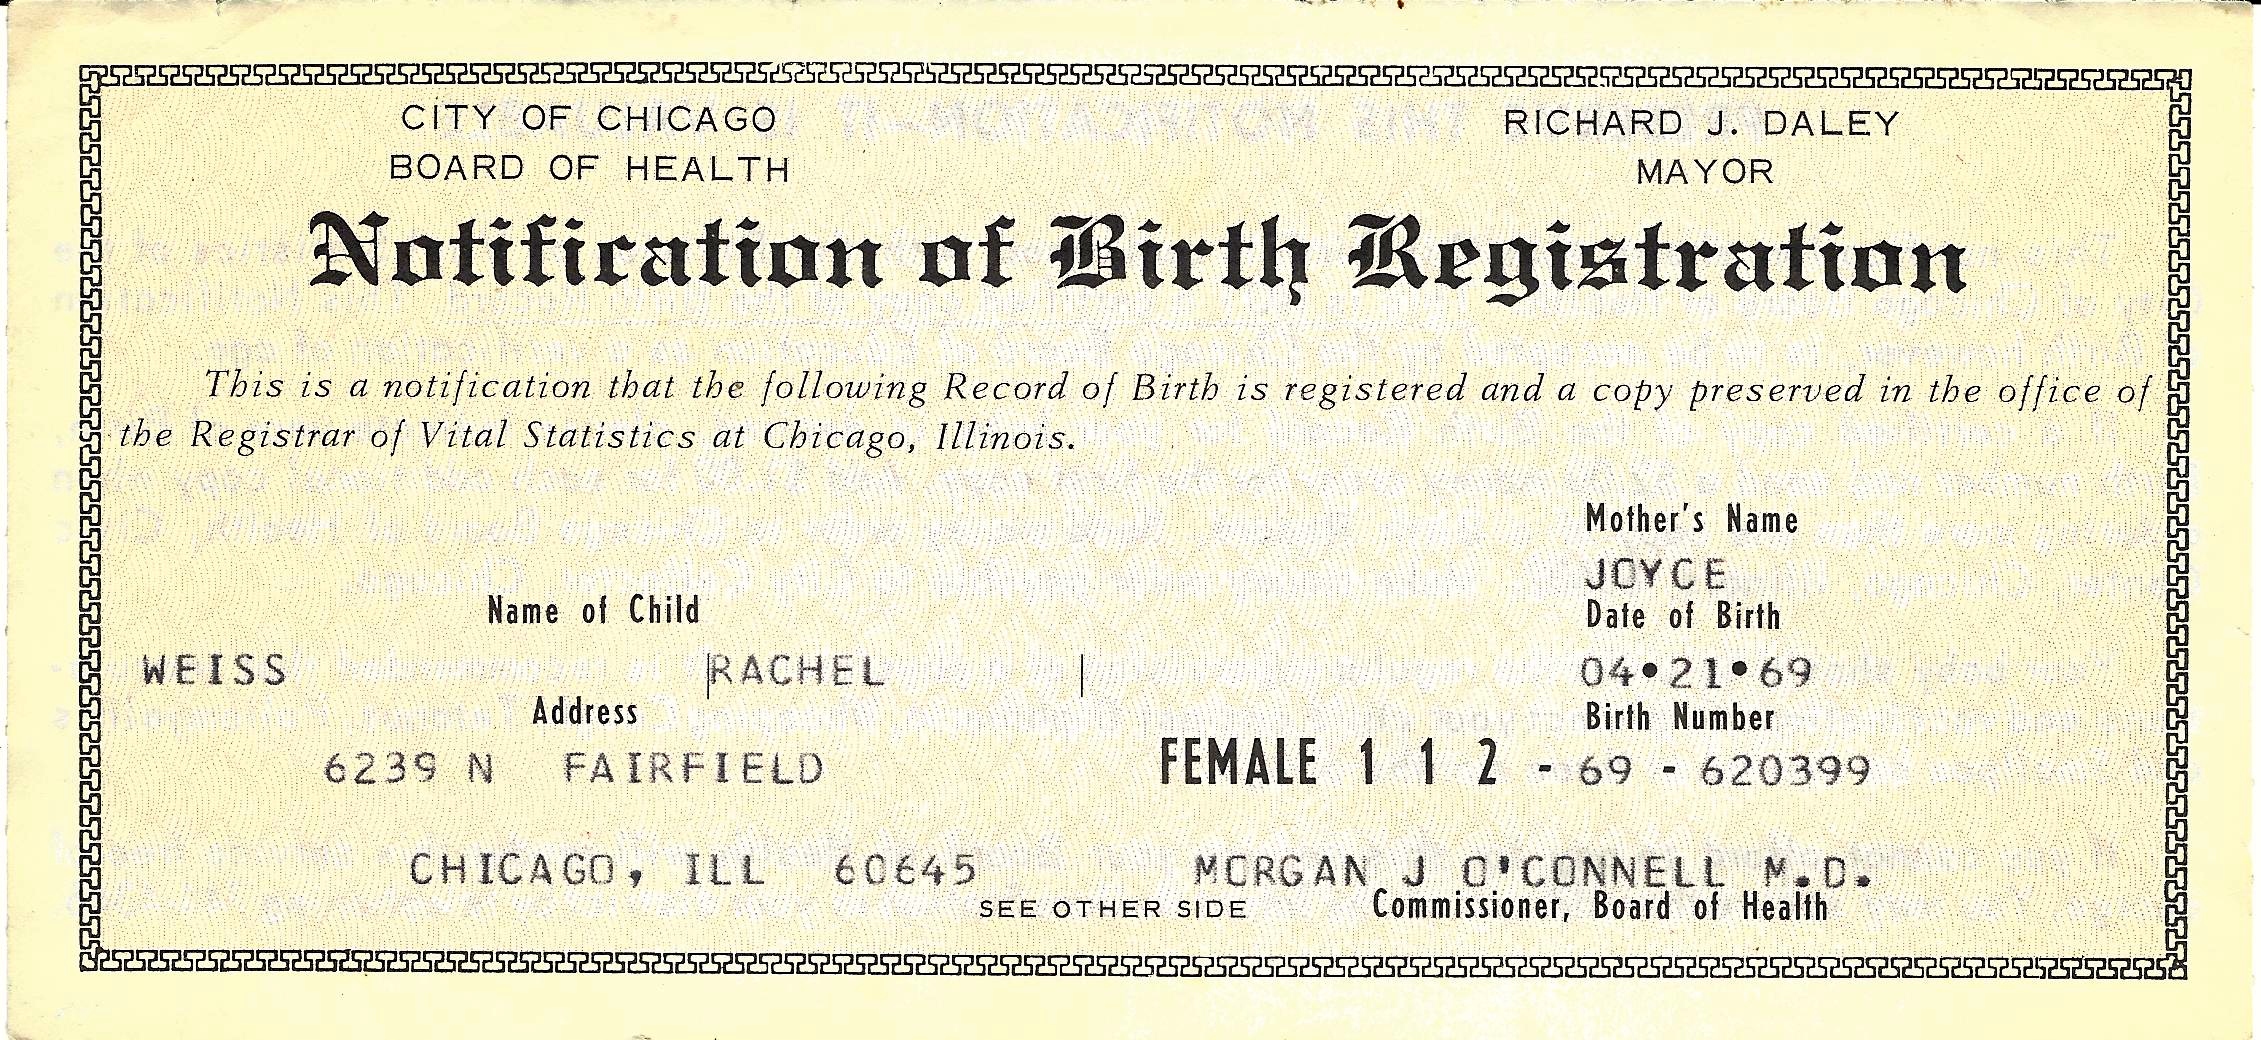 CITY OF CHICAGO
BOARD OF HEALTH
RICHARD J. DALEY
MAYOR
Notification of Birth Registration
This is a notification that the following Record of Birth is registered and a copy preserved in the office of
the Registrar of Vital Statistics at Chicago, Illinois.
Mother's Name
JOYCE
Name of Child
Date of Birth
WEISS RACHEL
04•21•69
Address
Birth Number
6239 N FAIRFIELD
FEMALE 1 1 2 - 69 - 620399
CHICAGO, ILL 60645
MORGAN J O'CONNELL M.D.
SEE OTHER SIDE
Commissioner, Board of Health